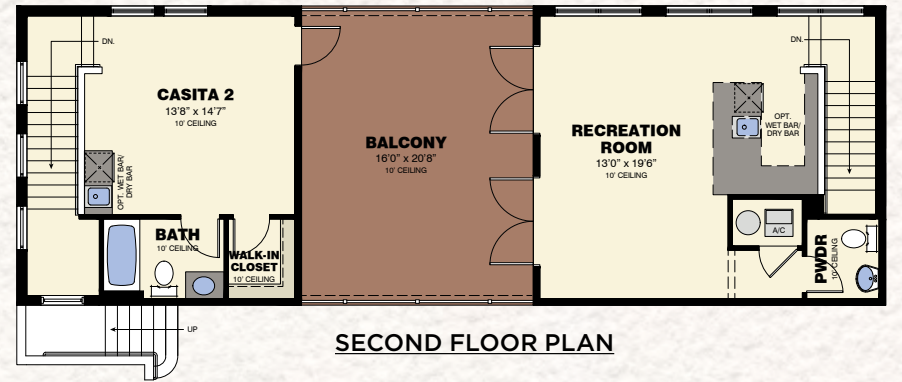 DN.
CASITA 2
13'8" x 14'7"
10' CEILING
OPT. WET BAR/
DRY BAR
BATH
10' CEILING
WALK-IN
CLOSET
10' CEILING
UP
BALCONY
16'0" x 20'8"
10' CEILING
RECREATION
ROOM
13'0" x 19'6"
10' CEILING
DN.
OPT.
WET BAR/
DRY BAR
A/C
PWDR
10' CEILING
SECOND FLOOR PLAN